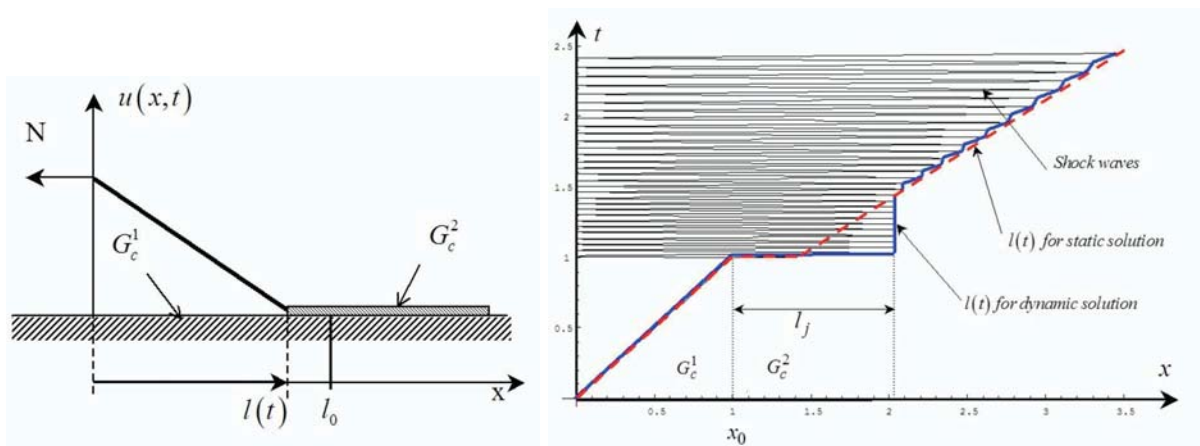 u(x,t)
N
G_c^1
G_c^2
l(t)
l_0
x
t
2.5
2
1.5
1
0.5
Shock waves
l(t) for static solution
l(t) for dynamic solution
l_j
G_c^1
G_c^2
x
0.5
1
1.5
2
2.5
3
3.5
x_0